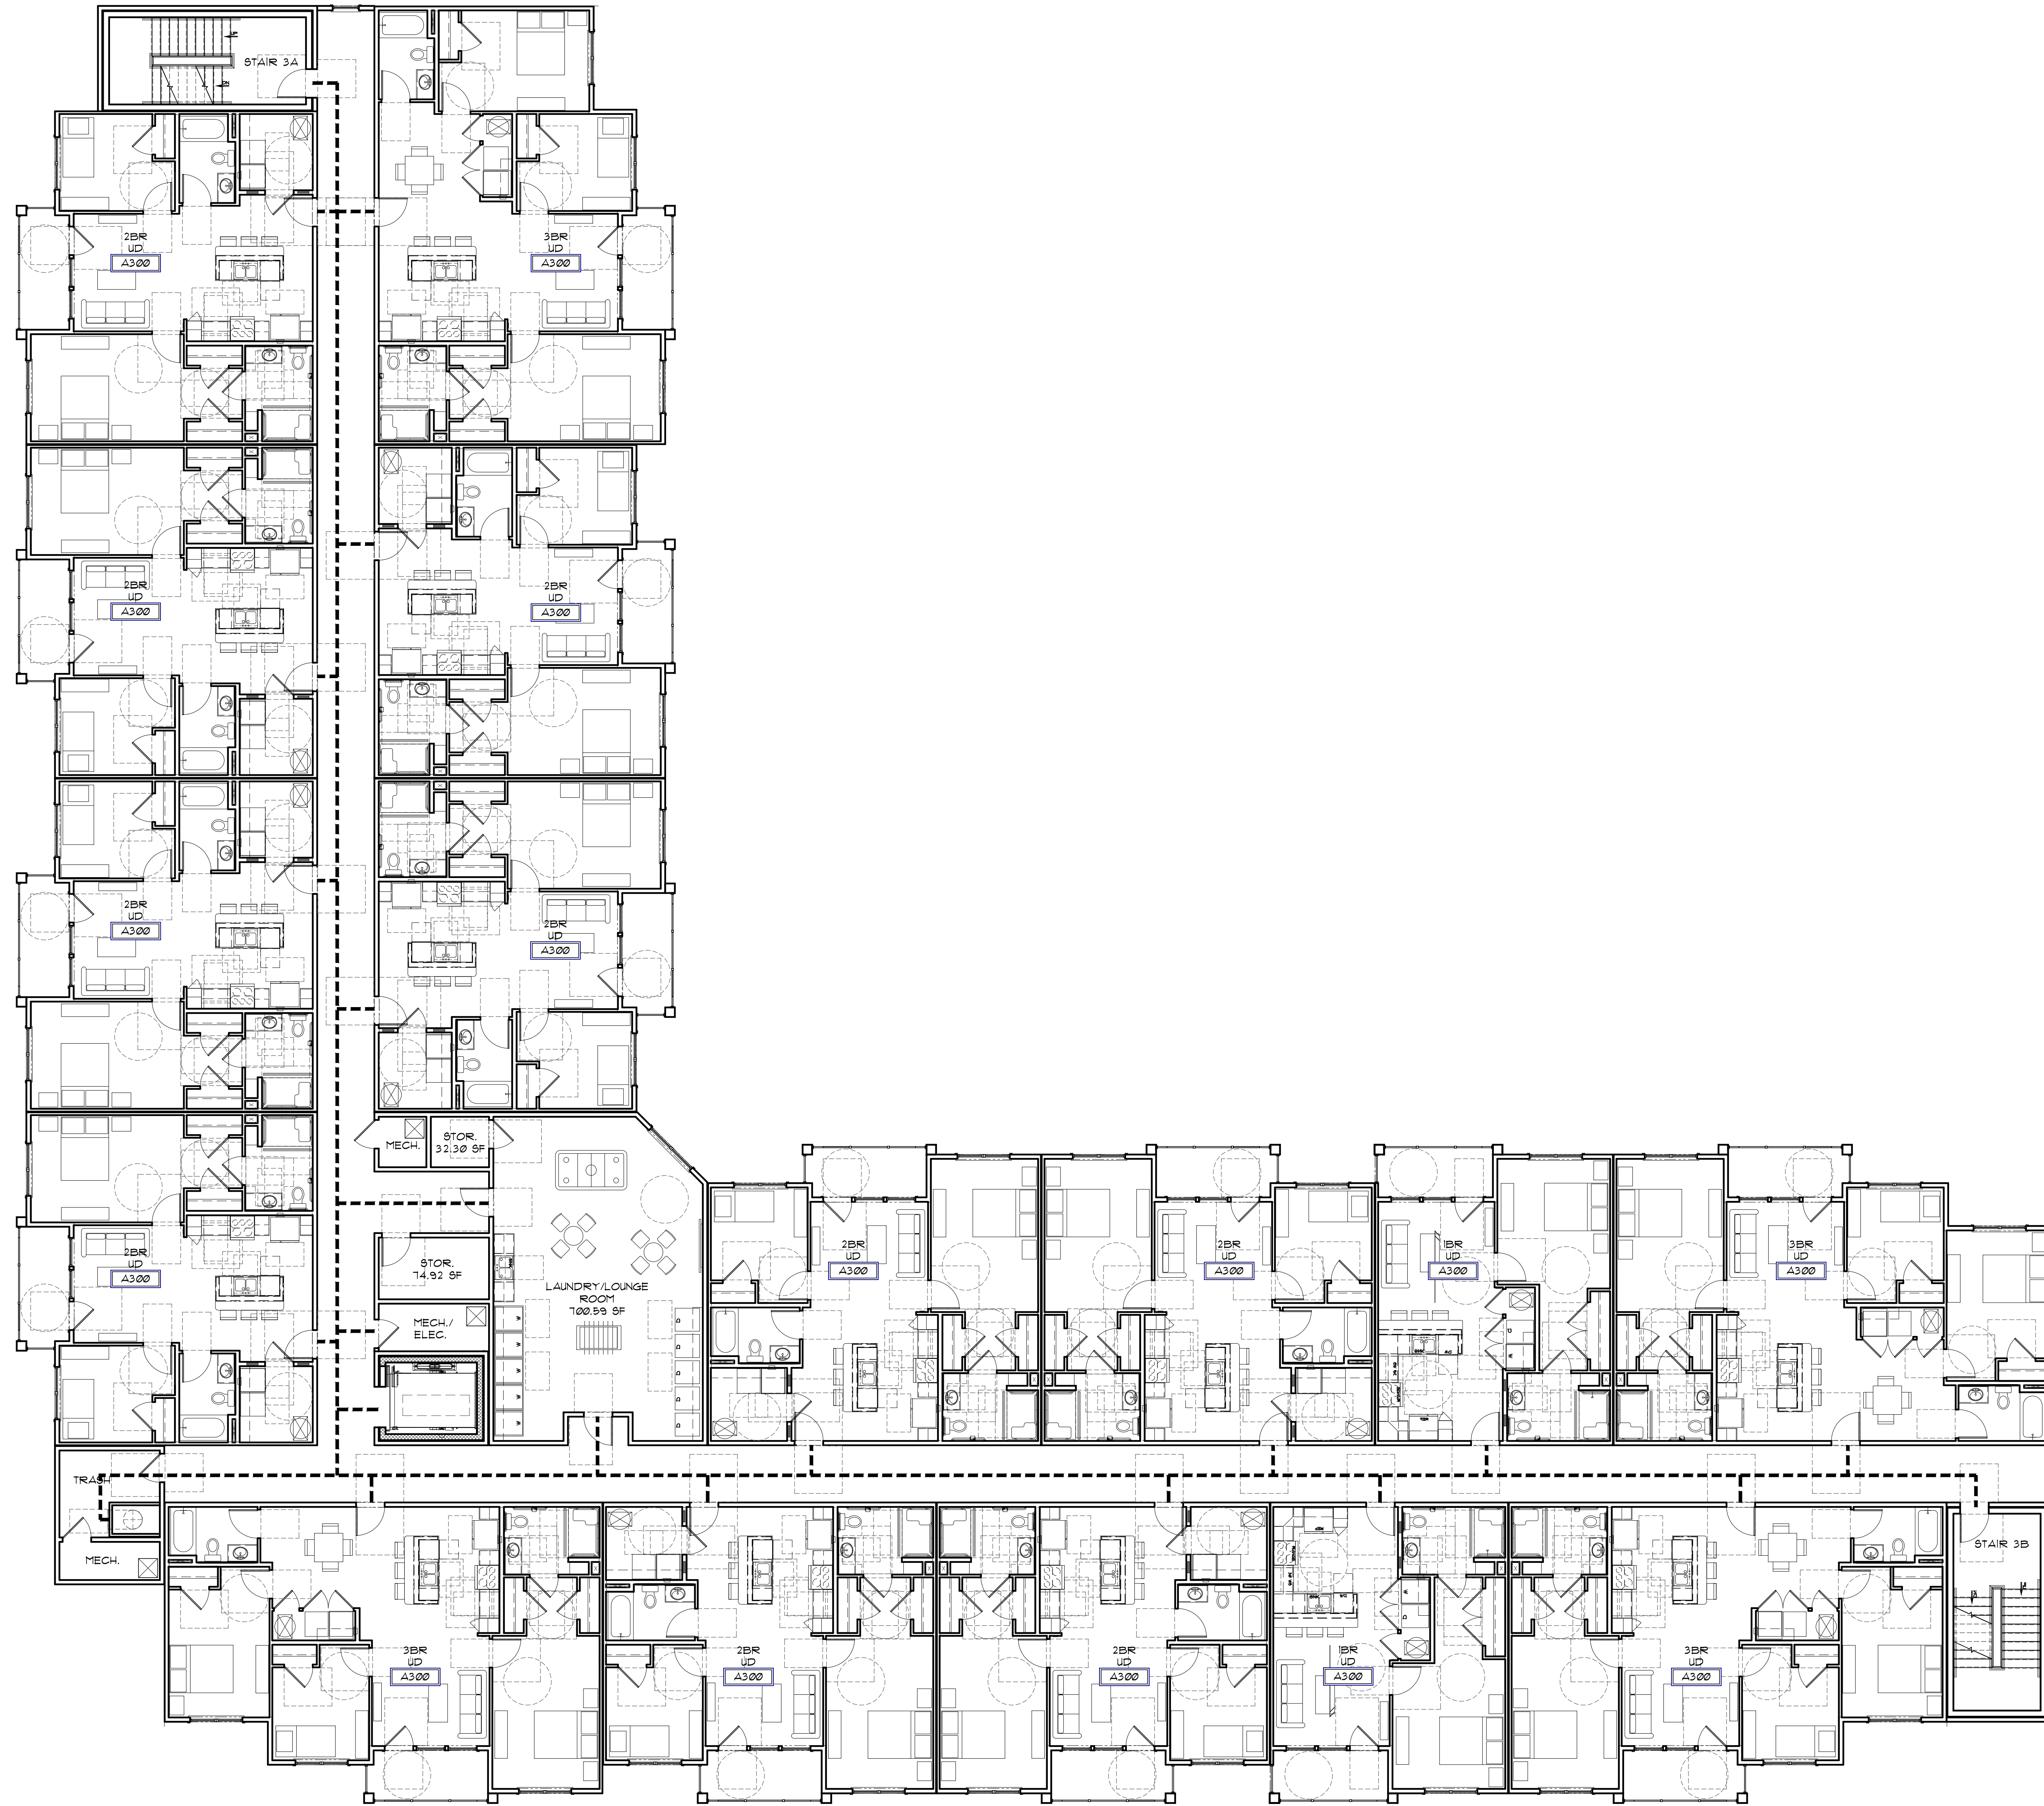 UP
STAIR 3A
DN
2BR
UD
A300
3BR
UD
A300
2BR
UD
A300
2BR
UD
A300
2BR
UD
A300
2BR
UD
A300
MECH.
STOR.
32.30 SF
2BR
UD
A300
STOR.
74.92 SF
LAUNDRY/LOUNGE
ROOM
700.59 SF
MECH./
ELEC.
2BR
UD
A300
2BR
UD
A300
1BR
UD
A300
3BR
UD
A300
TRASH
MECH.
STAIR 3B
3BR
UD
A300
2BR
UD
A300
2BR
UD
A300
1BR
UD
A300
3BR
UD
A300